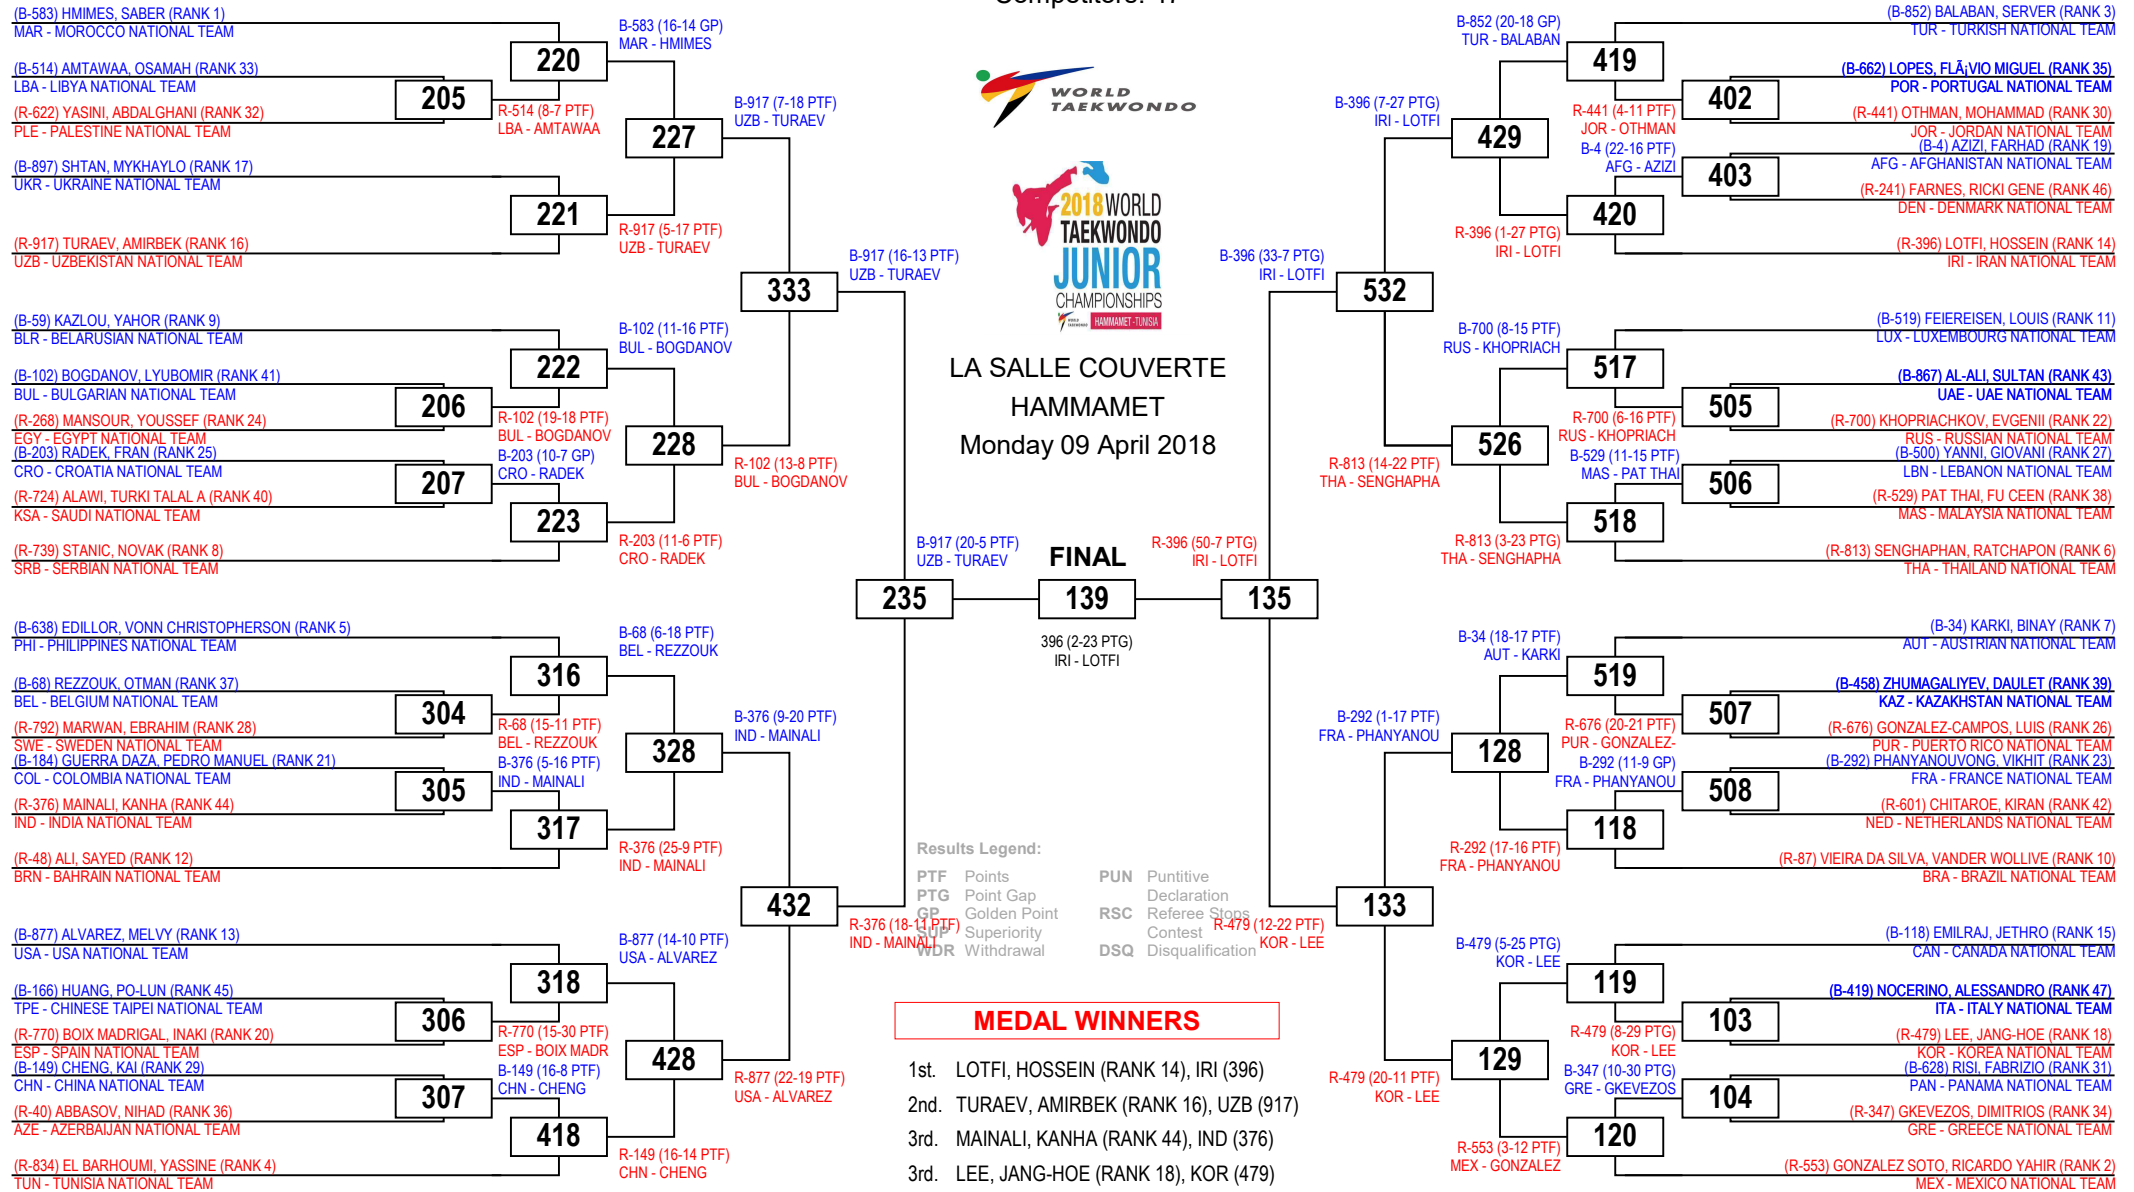 (B-583) HMIMES, SABER (RANK 1)
MAR - MOROCCO NATIONAL TEAM
(B-514) AMTAWAA, OSAMAH (RANK 33)
LBA - LIBYA NATIONAL TEAM
(R-622) YASINI, ABDALGHANI (RANK 32)
PLE - PALESTINE NATIONAL TEAM
(B-897) SHTAN, MYKHAYLO (RANK 17)
UKR - UKRAINE NATIONAL TEAM
(R-917) TURAEV, AMIRBEK (RANK 16)
UZB - UZBEKISTAN NATIONAL TEAM
(B-59) KAZLOU, YAHOR (RANK 9)
BLR - BELARUSIAN NATIONAL TEAM
(B-102) BOGDANOV, LYUBOMIR (RANK 41)
BUL - BULGARIAN NATIONAL TEAM
(R-268) MANSOUR, YOUSSEF (RANK 24)
EGY - EGYPT NATIONAL TEAM
(B-203) RADEK, FRAN (RANK 25)
CRO - CROATIA NATIONAL TEAM
(R-724) ALAWI, TURKI TALAL A (RANK 40)
KSA - SAUDI NATIONAL TEAM
(R-739) STANIC, NOVAK (RANK 8)
SRB - SERBIAN NATIONAL TEAM
(B-638) EDILLOR, VONN CHRISTOPHERSON (RANK 5)
PHI - PHILIPPINES NATIONAL TEAM
(B-68) REZZOUK, OTMAN (RANK 37)
BEL - BELGIUM NATIONAL TEAM
(R-792) MARWAN, EBRAHIM (RANK 28)
SWE - SWEDEN NATIONAL TEAM
(B-184) GUERRA DAZA, PEDRO MANUEL (RANK 21)
COL - COLOMBIA NATIONAL TEAM
(R-376) MAINALI, KANHA (RANK 44)
IND - INDIA NATIONAL TEAM
(R-48) ALI, SAYED (RANK 12)
BRN - BAHRAIN NATIONAL TEAM
(B-877) ALVAREZ, MELVY (RANK 13)
USA - USA NATIONAL TEAM
(B-166) HUANG, PO-LUN (RANK 45)
TPE - CHINESE TAIPEI NATIONAL TEAM
(R-770) BOIX MADRIGAL, INAKI (RANK 20)
ESP - SPAIN NATIONAL TEAM
(B-149) CHENG, KAI (RANK 29)
CHN - CHINA NATIONAL TEAM
(R-40) ABBASOV, NIHAD (RANK 36)
AZE - AZERBAIJAN NATIONAL TEAM
(R-834) EL BARHOUMI, YASSINE (RANK 4)
TUN - TUNISIA NATIONAL TEAM
205
206
207
304
305
306
307
R-514 (8-7 PTF)
LBA - AMTAWAA
R-102 (19-18 PTF)
BUL - BOGDANOV
B-203 (10-7 GP)
CRO - RADEK
R-68 (15-11 PTF)
BEL - REZZOUK
B-376 (5-16 PTF)
IND - MAINALI
R-770 (15-30 PTF)
ESP - BOIX MADR
B-149 (16-8 PTF)
CHN - CHENG
220
221
222
223
316
317
318
418
B-583 (16-14 GP)
MAR - HMIMES
R-917 (5-17 PTF)
UZB - TURAEV
B-102 (11-16 PTF)
BUL - BOGDANOV
R-203 (11-6 PTF)
CRO - RADEK
B-68 (6-18 PTF)
BEL - REZZOUK
R-376 (25-9 PTF)
IND - MAINALI
B-877 (14-10 PTF)
USA - ALVAREZ
R-149 (16-14 PTF)
CHN - CHENG
227
228
328
428
B-917 (7-18 PTF)
UZB - TURAEV
R-102 (13-8 PTF)
BUL - BOGDANOV
B-376 (9-20 PTF)
IND - MAINALI
R-877 (22-19 PTF)
USA - ALVAREZ
333
432
B-917 (16-13 PTF)
UZB - TURAEV
R-376 (18-11 PTF)
IND - MAINALI
235
B-917 (20-5 PTF)
UZB - TURAEV
WORLD
TAEKWONDO
2018 WORLD
TAEKWONDO
JUNIOR
CHAMPIONSHIPS
WORLD
TAEKWONDO
HAMMAMET - TUNISIA
LA SALLE COUVERTE
HAMMAMET
Monday 09 April 2018
FINAL
139
396 (2-23 PTG)
IRI - LOTFI
R-396 (50-7 PTG)
IRI - LOTFI
135
Results Legend:
PTF Points
PTG Point Gap
GP Golden Point
SUP Superiority
WDR Withdrawal
PUN Puntitive
Declaration
RSC Referee Stops
Contest
DSQ Disqualification
MEDAL WINNERS
1st. LOTFI, HOSSEIN (RANK 14), IRI (396)
2nd. TURAEV, AMIRBEK (RANK 16), UZB (917)
3rd. MAINALI, KANHA (RANK 44), IND (376)
3rd. LEE, JANG-HOE (RANK 18), KOR (479)
B-396 (33-7 PTG)
IRI - LOTFI
R-479 (12-22 PTF)
KOR - LEE
532
133
B-396 (7-27 PTG)
IRI - LOTFI
R-813 (14-22 PTF)
THA - SENGHAPHA
B-292 (1-17 PTF)
FRA - PHANYANOU
R-479 (20-11 PTF)
KOR - LEE
429
526
128
129
B-852 (20-18 GP)
TUR - BALABAN
R-396 (1-27 PTG)
IRI - LOTFI
B-700 (8-15 PTF)
RUS - KHOPRIACH
R-813 (3-23 PTG)
THA - SENGHAPHA
B-34 (18-17 PTF)
AUT - KARKI
R-292 (17-16 PTF)
FRA - PHANYANOU
B-479 (5-25 PTG)
KOR - LEE
R-553 (3-12 PTF)
MEX - GONZALEZ
419
420
517
518
519
118
119
120
R-441 (4-11 PTF)
JOR - OTHMAN
B-4 (22-16 PTF)
AFG - AZIZI
R-700 (6-16 PTF)
RUS - KHOPRIACH
B-529 (11-15 PTF)
MAS - PAT THAI
R-676 (20-21 PTF)
PUR - GONZALEZ-
B-292 (11-9 GP)
FRA - PHANYANOU
R-479 (8-29 PTG)
KOR - LEE
B-347 (10-30 PTG)
GRE - GKEVEZOS
402
403
505
506
507
508
103
104
(B-852) BALABAN, SERVER (RANK 3)
TUR - TURKISH NATIONAL TEAM
(B-662) LOPES, FLÃ¡VIO MIGUEL (RANK 35)
POR - PORTUGAL NATIONAL TEAM
(R-441) OTHMAN, MOHAMMAD (RANK 30)
JOR - JORDAN NATIONAL TEAM
(B-4) AZIZI, FARHAD (RANK 19)
AFG - AFGHANISTAN NATIONAL TEAM
(R-241) FARNES, RICKI GENE (RANK 46)
DEN - DENMARK NATIONAL TEAM
(R-396) LOTFI, HOSSEIN (RANK 14)
IRI - IRAN NATIONAL TEAM
(B-519) FEIEREISEN, LOUIS (RANK 11)
LUX - LUXEMBOURG NATIONAL TEAM
(B-867) AL-ALI, SULTAN (RANK 43)
UAE - UAE NATIONAL TEAM
(R-700) KHOPRIACHKOV, EVGENII (RANK 22)
RUS - RUSSIAN NATIONAL TEAM
(B-500) YANNI, GIOVANI (RANK 27)
LBN - LEBANON NATIONAL TEAM
(R-529) PAT THAI, FU CEEN (RANK 38)
MAS - MALAYSIA NATIONAL TEAM
(R-813) SENGHAPHAN, RATCHAPON (RANK 6)
THA - THAILAND NATIONAL TEAM
(B-34) KARKI, BINAY (RANK 7)
AUT - AUSTRIAN NATIONAL TEAM
(B-458) ZHUMAGALIYEV, DAULET (RANK 39)
KAZ - KAZAKHSTAN NATIONAL TEAM
(R-676) GONZALEZ-CAMPOS, LUIS (RANK 26)
PUR - PUERTO RICO NATIONAL TEAM
(B-292) PHANYANOUVONG, VIKHIT (RANK 23)
FRA - FRANCE NATIONAL TEAM
(R-601) CHITAROE, KIRAN (RANK 42)
NED - NETHERLANDS NATIONAL TEAM
(R-87) VIEIRA DA SILVA, VANDER WOLLIVE (RANK 10)
BRA - BRAZIL NATIONAL TEAM
(B-118) EMILRAJ, JETHRO (RANK 15)
CAN - CANADA NATIONAL TEAM
(B-419) NOCERINO, ALESSANDRO (RANK 47)
ITA - ITALY NATIONAL TEAM
(R-479) LEE, JANG-HOE (RANK 18)
KOR - KOREA NATIONAL TEAM
(B-628) RISI, FABRIZIO (RANK 31)
PAN - PANAMA NATIONAL TEAM
(R-347) GKEVEZOS, DIMITRIOS (RANK 34)
GRE - GREECE NATIONAL TEAM
(R-553) GONZALEZ SOTO, RICARDO YAHIR (RANK 2)
MEX - MEXICO NATIONAL TEAM